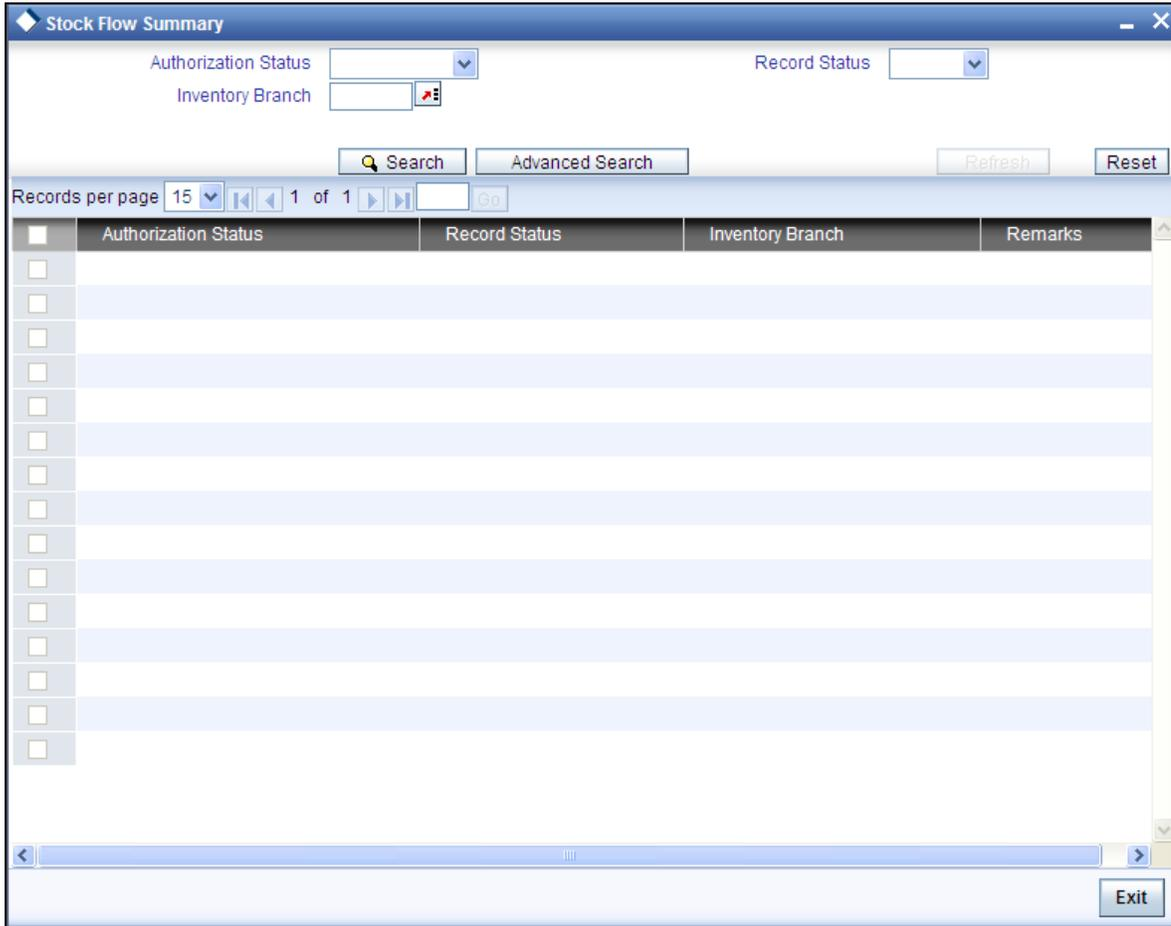 Stock Flow Summary
Authorization Status
Record Status
Inventory Branch
Search
Advanced Search
Refresh
Reset
Records per page 15 1 of 1 Go
Authorization Status Record Status Inventory Branch Remarks
Exit